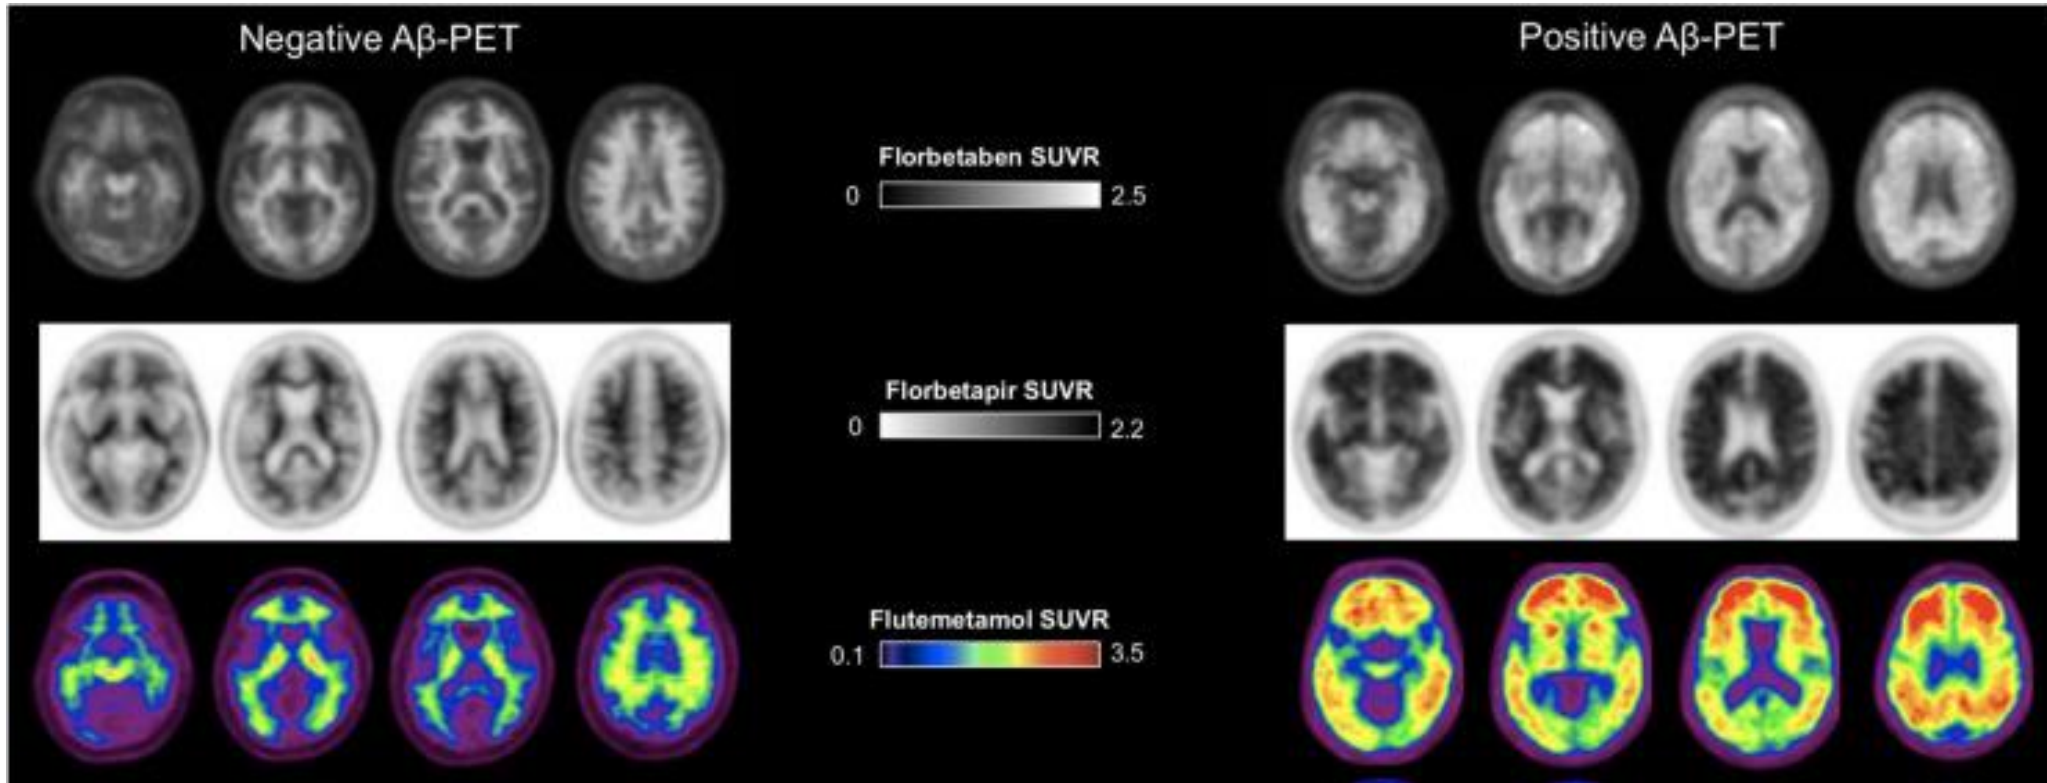 Negative Aβ-PET
Positive Aβ-PET
Florbetaben SUVR
0 2.5
Florbetapir SUVR
0 2.2
Flutemetamol SUVR
0.1 3.5